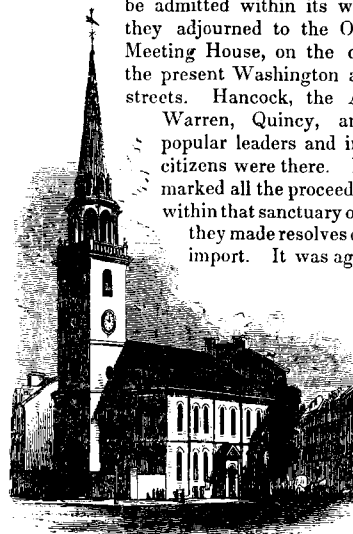 be admitted within its w
they adjourned to the O
Meeting House, on the c
the present Washington a
streets. Hancock, the A
Warren, Quincy, an
popular leaders and in
citizens were there.
marked all the proceed
within that sanctuary o
they made resolves o
import. It was ag